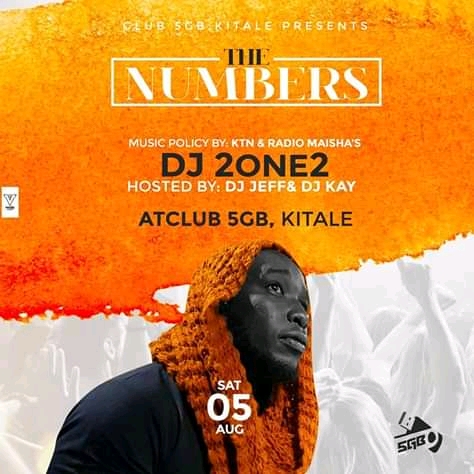 CLUB 5GB, KITALE PRESENTS
THE
NUMBERS
MUSIC POLICY BY: KTN & RADIO MAISHA'S
DJ 2ONE2
HOSTED BY: DJ JEFF& DJ KAY
ATCLUB 5GB, KITALE
SAT
05
AUG
5GB